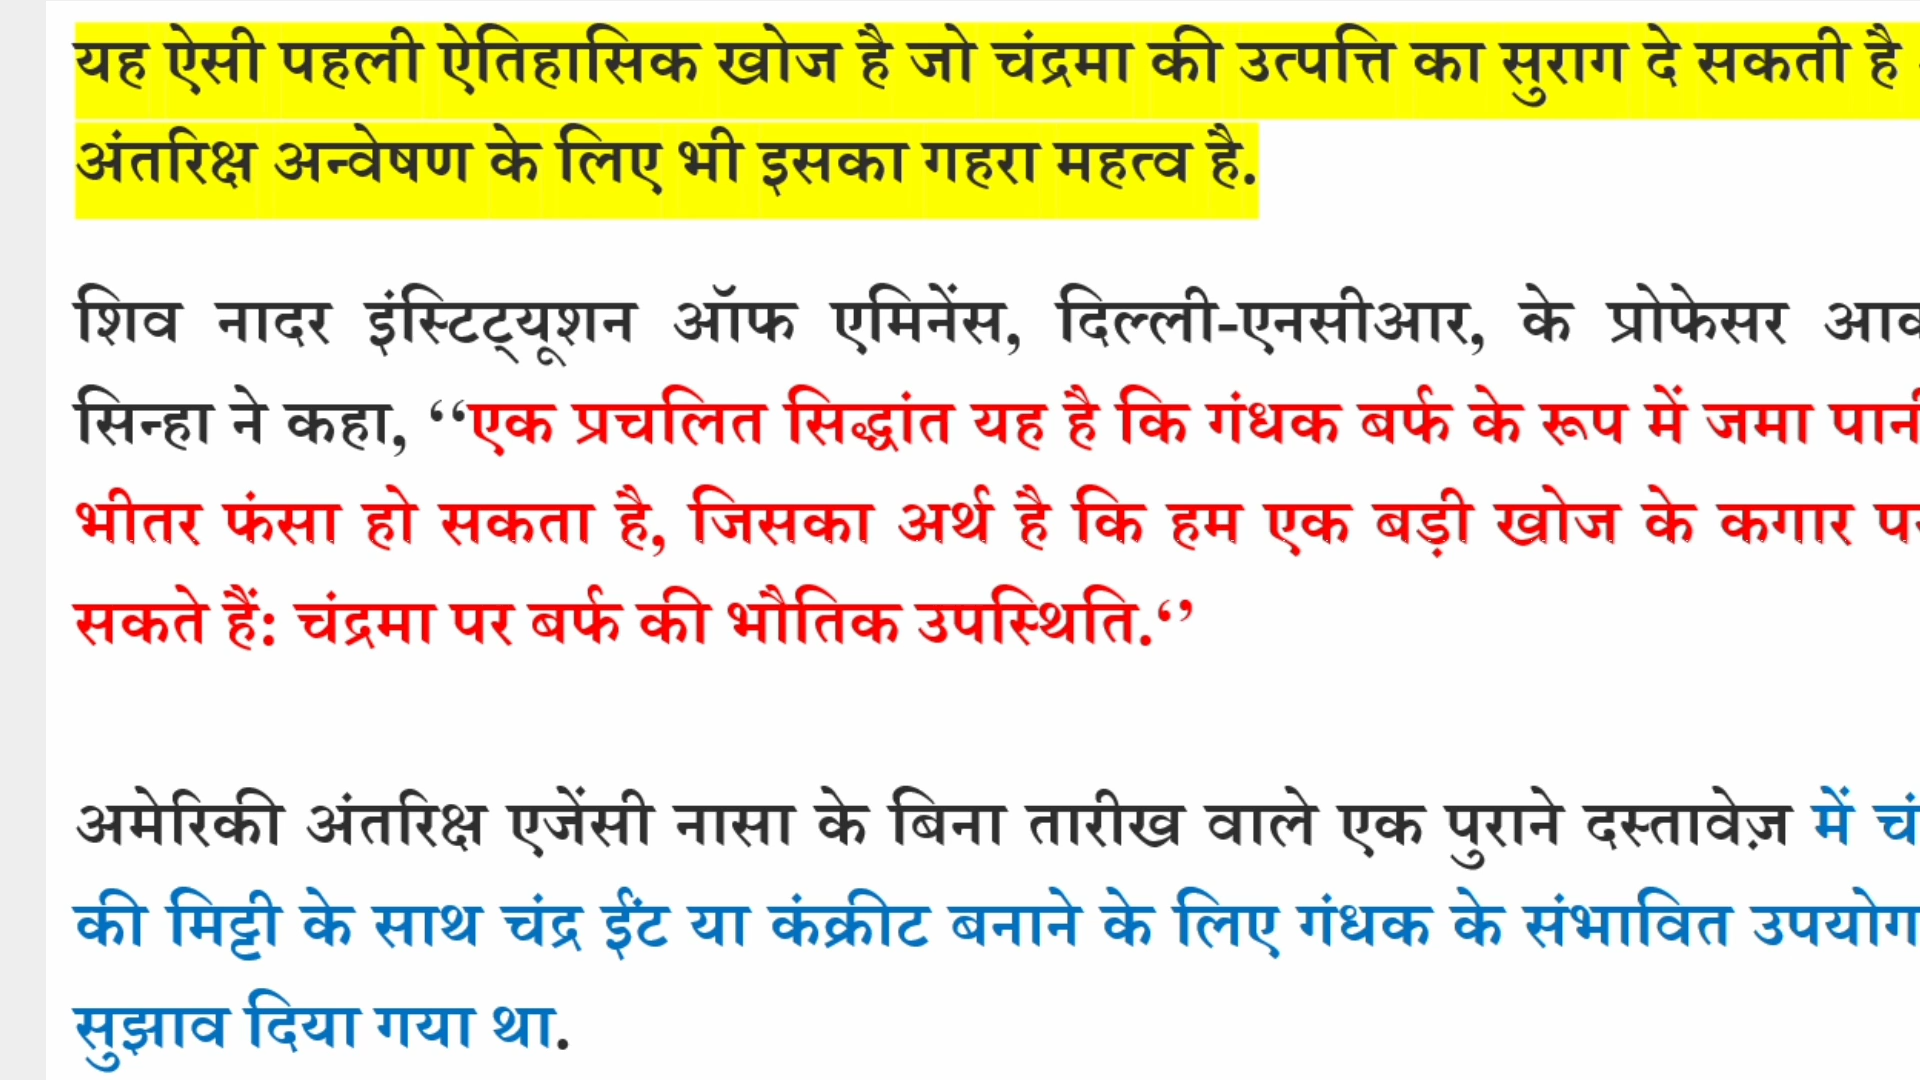 यह ऐसी पहली ऐतिहासिक खोज है जो चंद्रमा की उत्पत्ति का सुराग दे सकती है
अंतरिक्ष अन्वेषण के लिए भी इसका गहरा महत्व है.
शिव नादर इंस्टिट्यूशन ऑफ एमिनेंस, दिल्ली-एनसीआर, के प्रोफेसर
सिन्हा ने कहा, ‘‘एक प्रचलित सिद्धांत यह है कि गंधक बर्फ के रूप में जमा पानी
भीतर फंसा हो सकता है, जिसका अर्थ है कि हम एक बड़ी खोज के कगार
सकते हैं: चंद्रमा पर बर्फ की भौतिक उपस्थिति.‘’
अमेरिकी अंतरिक्ष एजेंसी नासा के बिना तारीख वाले एक पुराने दस्तावेज़ में
की मिट्टी के साथ चंद्र ईंट या कंक्रीट बनाने के लिए गंधक के संभावित उपयोग
सुझाव दिया गया था.